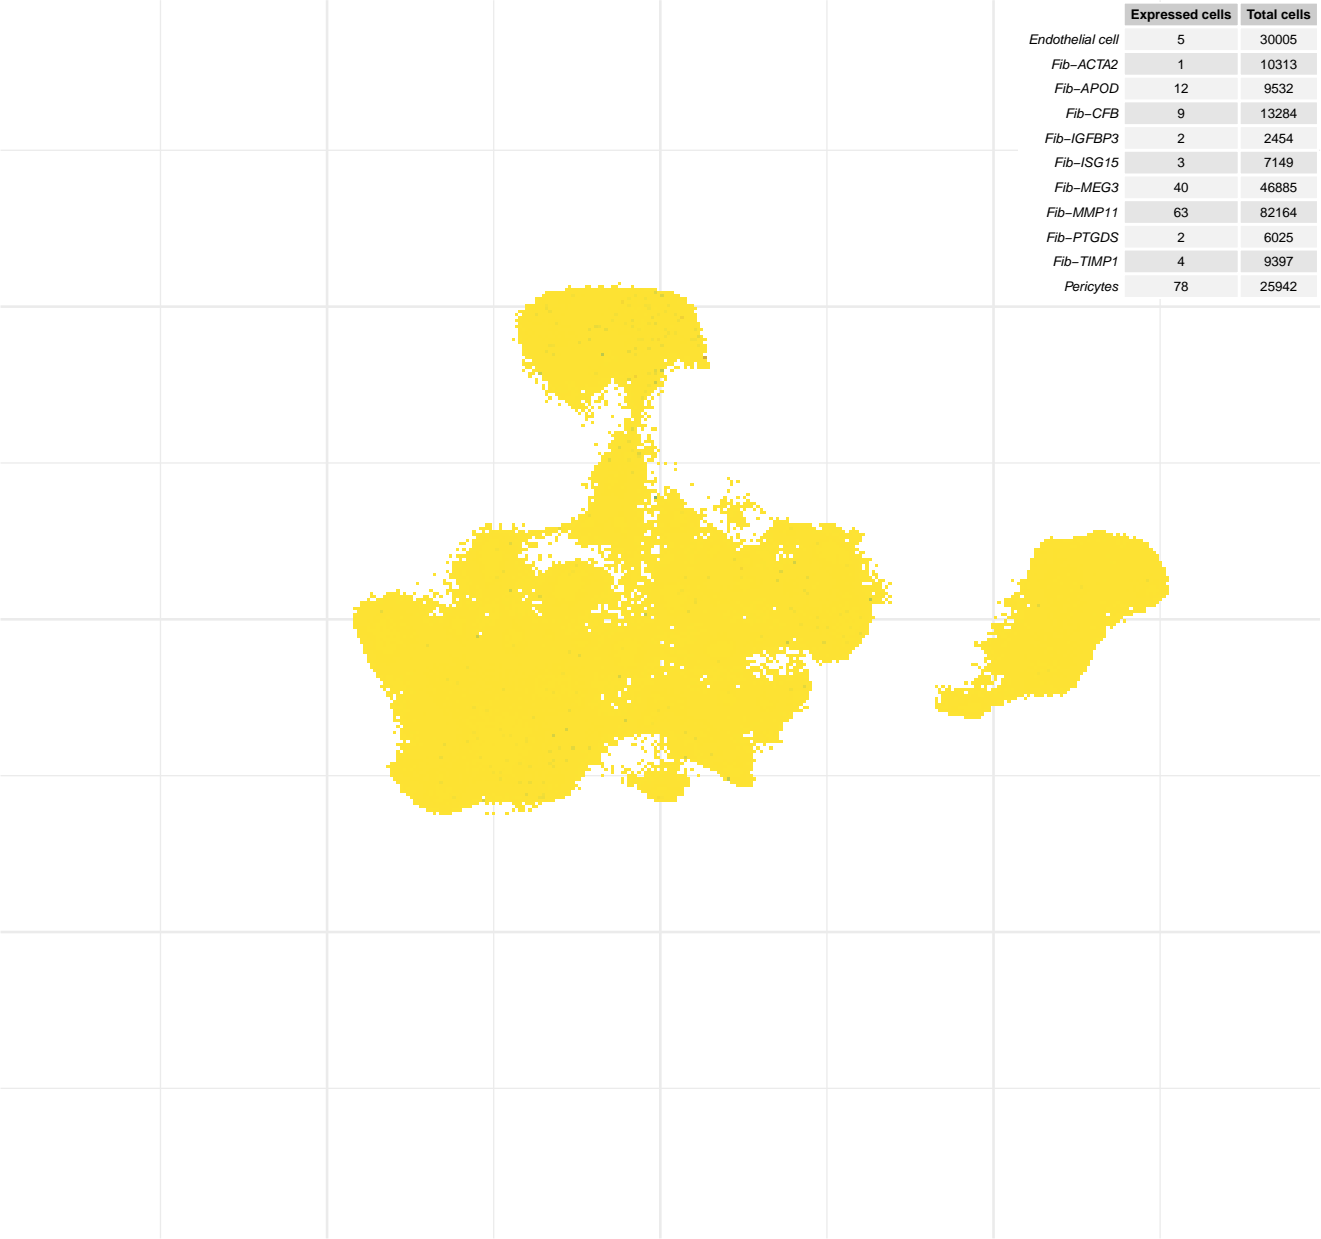 Expressed cells Total cells
Endothelial cell 5 30005
Fib−ACTA2 1 10313
Fib−APOD 12 9532
Fib−CFB 9 13284
Fib−IGFBP3 2 2454
Fib−ISG15 3 7149
Fib−MEG3 40 46885
Fib−MMP11 63 82164
Fib−PTGDS 2 6025
Fib−TIMP1 4 9397
Pericytes 78 25942